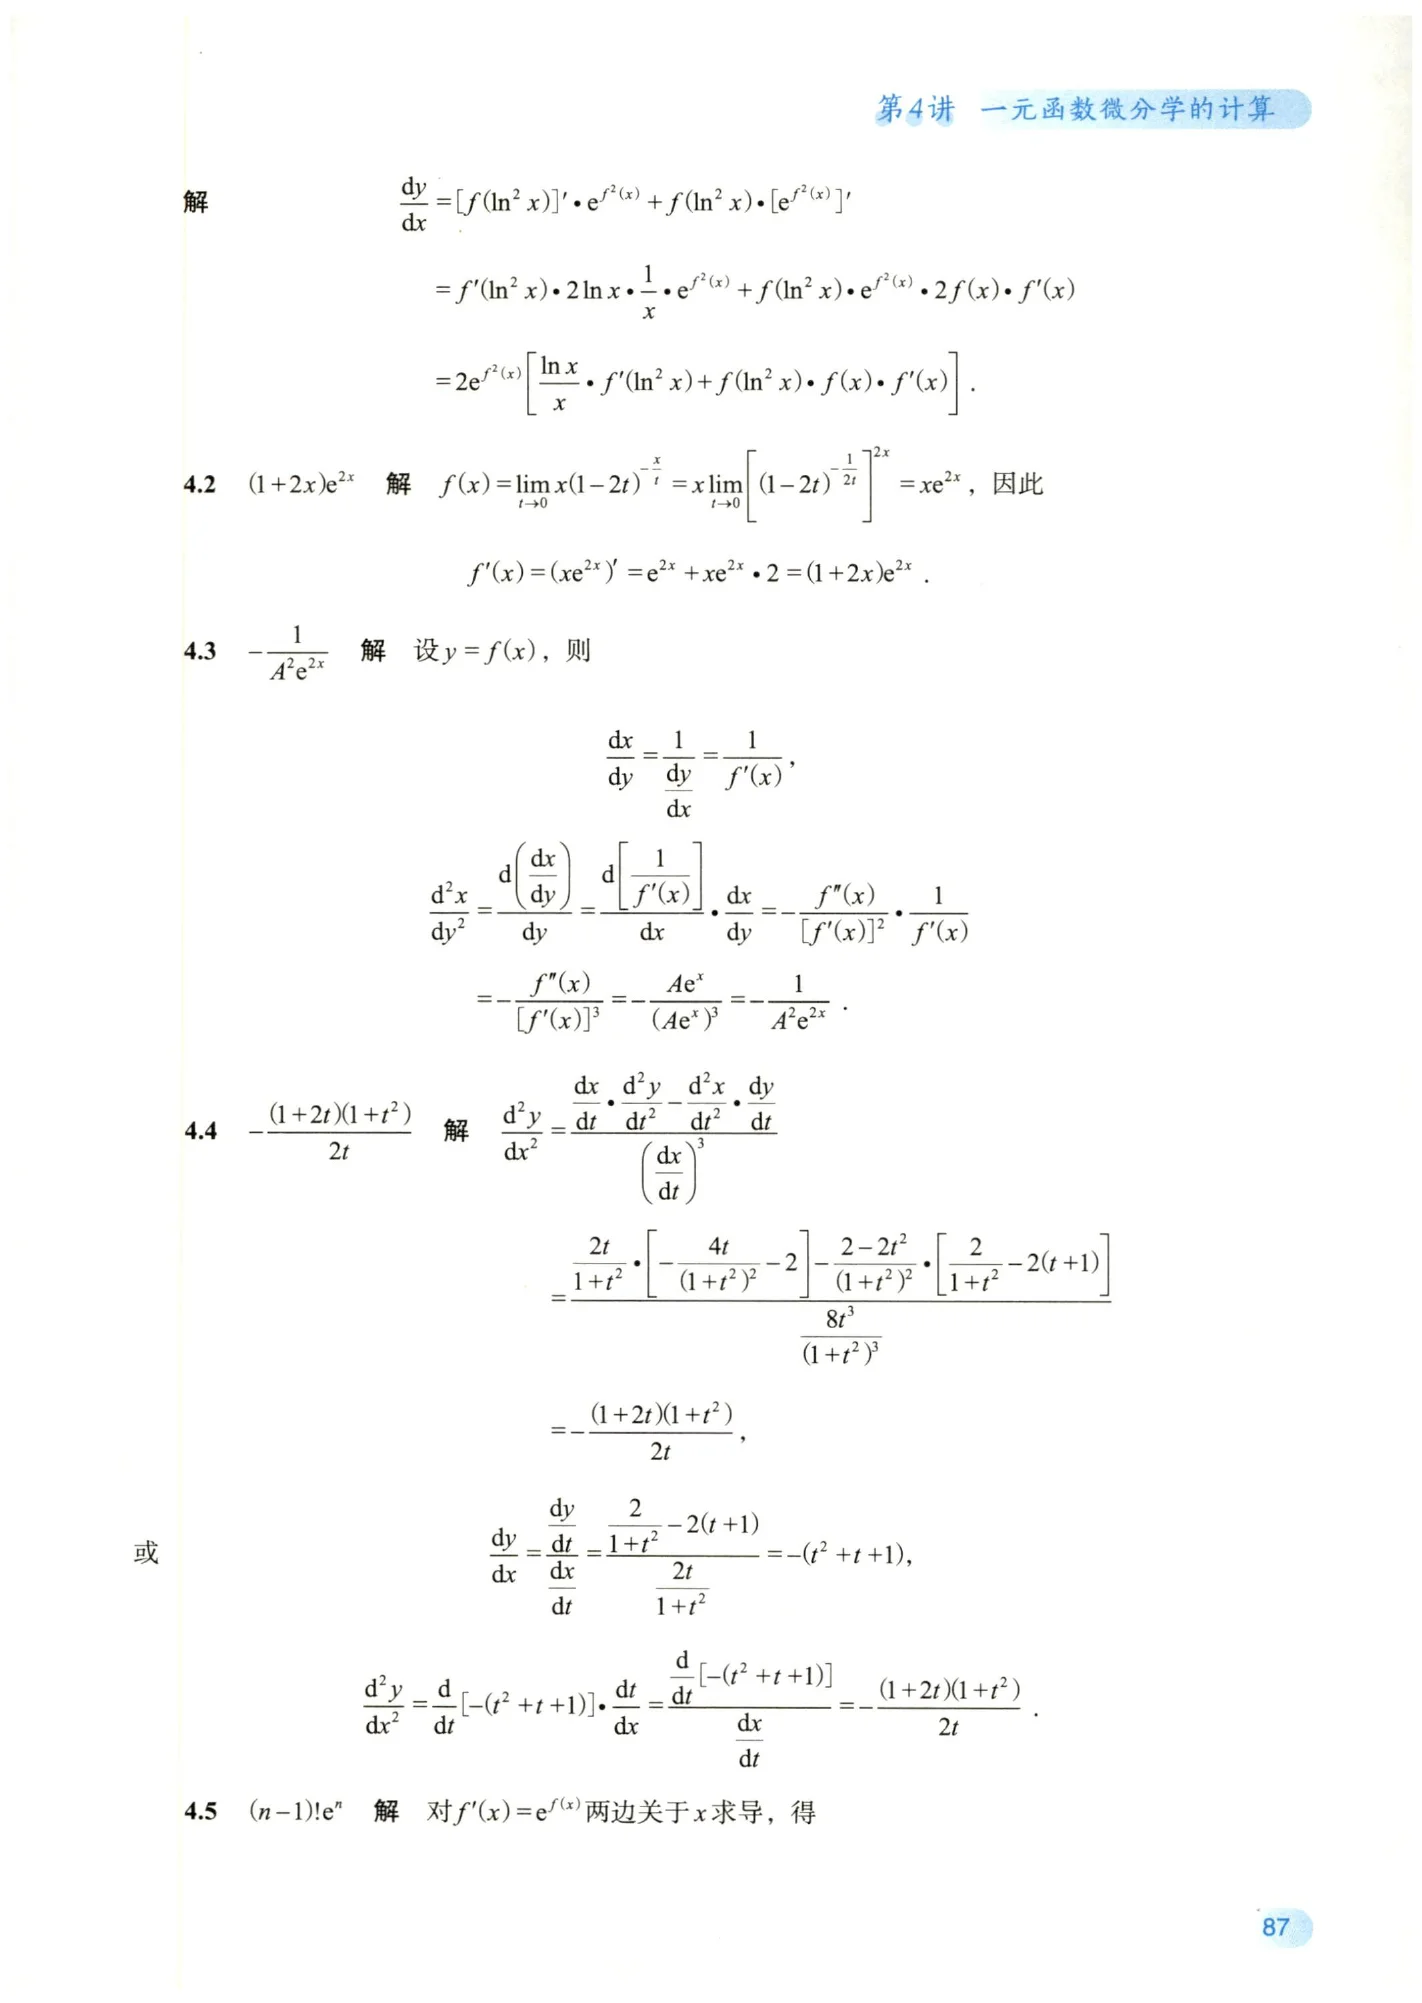 第4讲 一元函数微分学的计算
解 $\frac{dy}{dx}=[f(\ln^2 x)]'\cdot e^{f^2(x)}+f(\ln^2 x)\cdot[e^{f^2(x)}]'$
$=f'(\ln^2 x)\cdot 2\ln x\cdot\frac{1}{x}\cdot e^{f^2(x)}+f(\ln^2 x)\cdot e^{f^2(x)}\cdot 2f(x)\cdot f'(x)$
$=2e^{f^2(x)}\left[\frac{\ln x}{x}\cdot f'(\ln^2 x)+f(\ln^2 x)\cdot f(x)\cdot f'(x)\right].$
4.2 $(1+2x)e^{2x}$ 解 $f(x)=\lim_{t\to 0}x(1-2t)^{-\frac{x}{t}}=x\lim_{t\to 0}\left[(1-2t)^{-\frac{1}{2t}}\right]^{2x}=xe^{2x}$，因此
$f'(x)=(xe^{2x})'=e^{2x}+xe^{2x}\cdot 2=(1+2x)e^{2x}.$
4.3 $-\frac{1}{A^2e^{2x}}$ 解 设$y=f(x)$，则
$\frac{dx}{dy}=\frac{1}{\frac{dy}{dx}}=\frac{1}{f'(x)},$
$\frac{d^2x}{dy^2}=\frac{d\left(\frac{dx}{dy}\right)}{dy}=\frac{d\left[\frac{1}{f'(x)}\right]}{dx}\cdot\frac{dx}{dy}=-\frac{f''(x)}{[f'(x)]^2}\cdot\frac{1}{f'(x)}$
$=-\frac{f''(x)}{[f'(x)]^3}=-\frac{Ae^x}{(Ae^x)^3}=-\frac{1}{A^2e^{2x}}.$
4.4 $-\frac{(1+2t)(1+t^2)}{2t}$ 解 $\frac{d^2y}{dx^2}=\frac{\frac{dx}{dt}\cdot\frac{d^2y}{dt^2}-\frac{d^2x}{dt^2}\cdot\frac{dy}{dt}}{\left(\frac{dx}{dt}\right)^3}$
$=\frac{\frac{2t}{1+t^2}\cdot\left[-\frac{4t}{(1+t^2)^2}-2\right]-\frac{2-2t^2}{(1+t^2)^2}\cdot\left[\frac{2}{1+t^2}-2(t+1)\right]}{\frac{8t^3}{(1+t^2)^3}}$
$=-\frac{(1+2t)(1+t^2)}{2t},$
或 $\frac{dy}{dx}=\frac{\frac{dy}{dt}}{\frac{dx}{dt}}=\frac{\frac{2}{1+t^2}-2(t+1)}{\frac{2t}{1+t^2}}=-(t^2+t+1),$
$\frac{d^2y}{dx^2}=\frac{d}{dt}[-(t^2+t+1)]\cdot\frac{dt}{dx}=\frac{\frac{d}{dt}[-(t^2+t+1)]}{\frac{dx}{dt}}=-\frac{(1+2t)(1+t^2)}{2t}.$
4.5 $(n-1)!e^n$ 解 对$f'(x)=e^{f(x)}$两边关于$x$求导，得
87